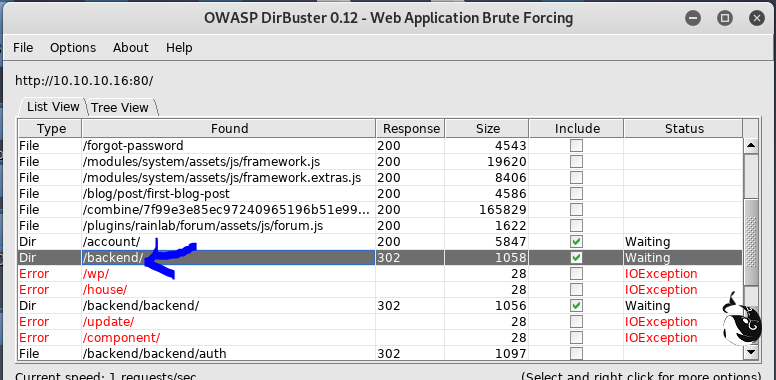 OWASP DirBuster 0.12 - Web Application Brute Forcing
File Options About Help
http://10.10.10.16:80/
List View Tree View
Type Found Response Size Include Status
File /forgot-password 200 4543
File /modules/system/assets/js/framework.js 200 19620
File /modules/system/assets/js/framework.extras.js 200 8406
File /blog/post/first-blog-post 200 4586
File /combine/7f99e3e85ec97240965196b51e99... 200 165829
File /plugins/rainlab/forum/assets/js/forum.js 200 1622
Dir /account/ 200 5847 Waiting
Dir /backend/ 302 1058 Waiting
Error /wp/ 28 IOException
Error /house/ 28 IOException
Dir /backend/backend/ 302 1056 Waiting
Error /update/ 28 IOException
Error /component/ 28 IOException
File /backend/backend/auth 302 1097
Current speed: 1 requests/sec (Select and right click for more options)